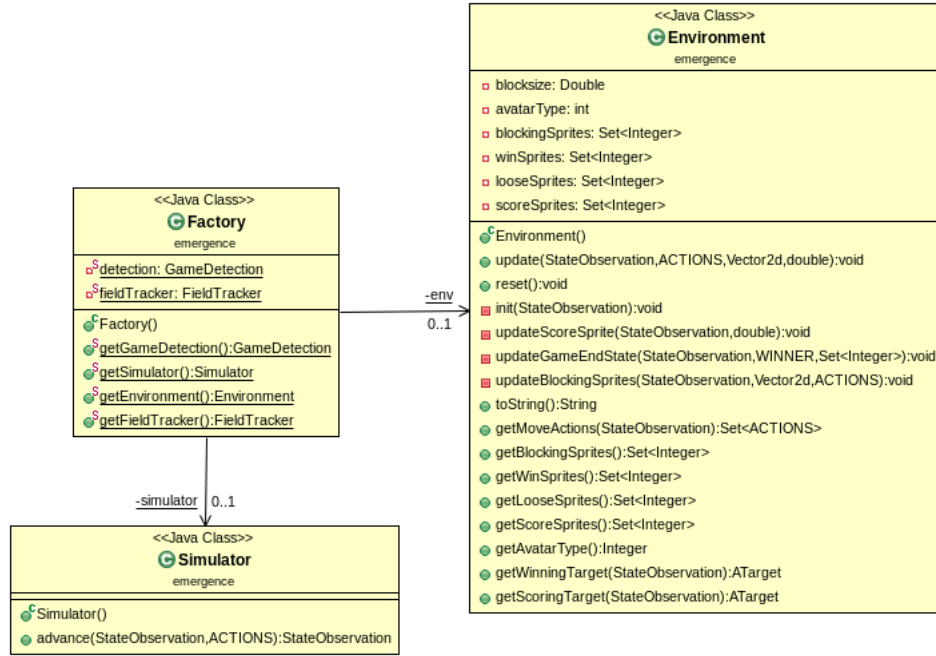 <<Java Class>>
Environment
emergence
blocksize: Double
avatarType: int
blockingSprites: Set<Integer>
winSprites: Set<Integer>
looseSprites: Set<Integer>
scoreSprites: Set<Integer>
Environment()
update(StateObservation,ACTIONS,Vector2d,double):void
reset():void
init(StateObservation):void
updateScoreSprite(StateObservation,double):void
updateGameEndState(StateObservation,WINNER,Set<Integer>):void
updateBlockingSprites(StateObservation,Vector2d,ACTIONS):void
toString():String
getMoveActions(StateObservation):Set<ACTIONS>
getBlockingSprites():Set<Integer>
getWinSprites():Set<Integer>
getLooseSprites():Set<Integer>
getScoreSprites():Set<Integer>
getAvatarType():Integer
getWinningTarget(StateObservation):ATarget
getScoringTarget(StateObservation):ATarget
<<Java Class>>
Factory
emergence
detection: GameDetection
fieldTracker: FieldTracker
Factory()
getGameDetection():GameDetection
getSimulator():Simulator
getEnvironment():Environment
getFieldTracker():FieldTracker
-env
0..1
-simulator 0..1
<<Java Class>>
Simulator
emergence
Simulator()
advance(StateObservation,ACTIONS):StateObservation